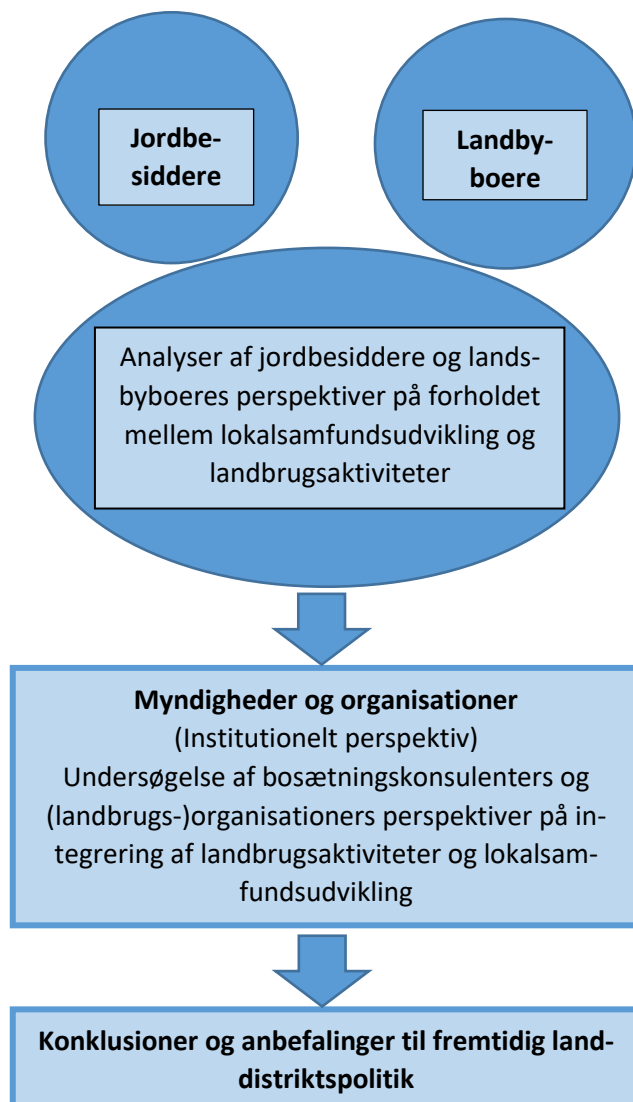 Jordbe-
siddere
Landby-
boere
Analyser af jordbesiddere og lands-
byboeres perspektiver på forholdet
mellem lokalsamfundsudvikling og
landbrugsaktiviteter
Myndigheder og organisationer
(Institutionelt perspektiv)
Undersøgelse af bosætningskonsulenters og
(landbrugs-)organisationers perspektiver på in-
tegrering af landbrugsaktiviteter og lokalsam-
fundsudvikling
Konklusioner og anbefalinger til fremtidig land-
distriktspolitik